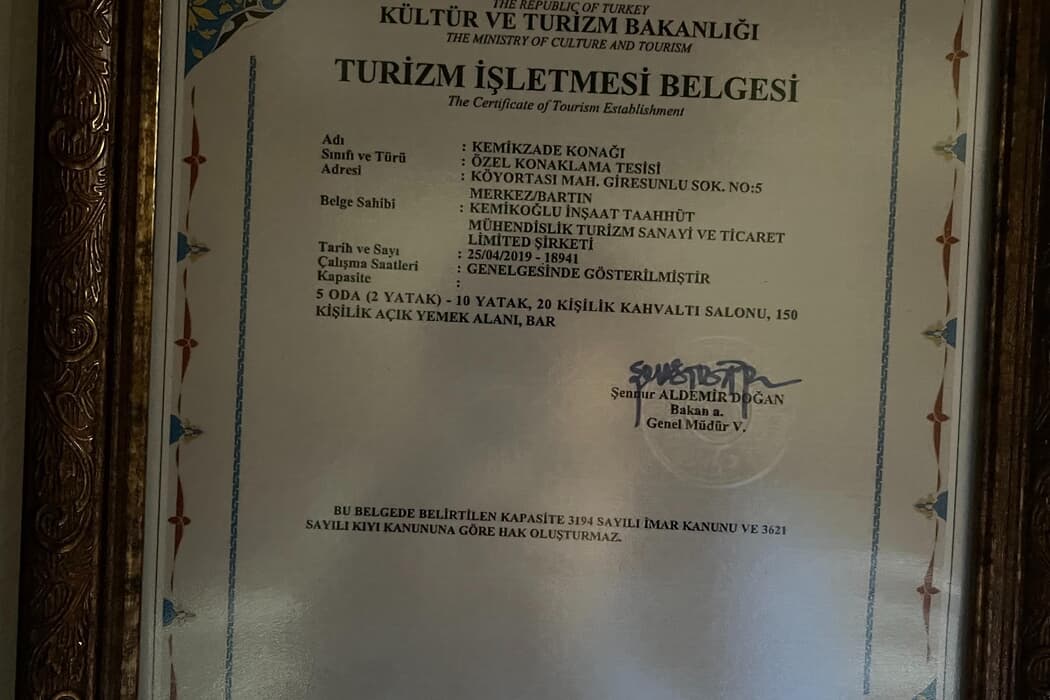 THE REPUBLIC OF TURKEY
KÜLTÜR VE TURİZM BAKANLIĞI
THE MINISTRY OF CULTURE AND TOURISM
TURİZM İŞLETMESİ BELGESİ
The Certificate of Tourism Establishment
Adı : KEMİKZADE KONAĞI
Sınıfı ve Türü : ÖZEL KONAKLAMA TESİSİ
Adresi : KÖYORTASI MAH. GİRESUNLU SOK. NO:5
MERKEZ/BARTIN
Belge Sahibi : KEMİKOĞLU İNŞAAT TAAHHÜT
MÜHENDİSLİK TURİZM SANAYİ VE TİCARET
LİMİTED ŞİRKETİ
Tarih ve Sayı : 25/04/2019 - 18941
Çalışma Saatleri : GENELGESİNDE GÖSTERİLMİŞTİR
Kapasite :
5 ODA (2 YATAK) - 10 YATAK, 20 KİŞİLİK KAHVALTI SALONU, 150
KİŞİLİK AÇIK YEMEK ALANI, BAR
Şennur ALDEMİR DOĞAN
Bakan a.
Genel Müdür V.
BU BELGEDE BELİRTİLEN KAPASİTE 3194 SAYILI İMAR KANUNU VE 3621
SAYILI KIYI KANUNUNA GÖRE HAK OLUŞTURMAZ.